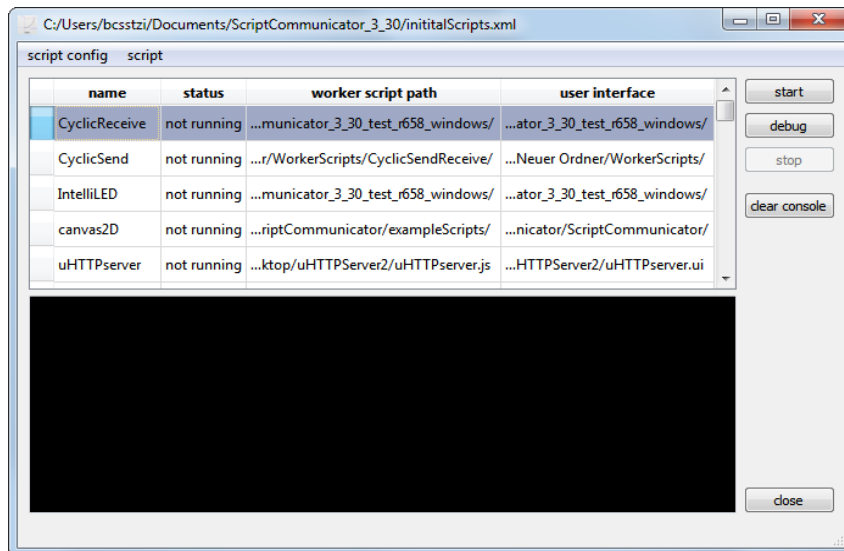 C:/Users/bcsstzi/Documents/ScriptCommunicator_3_30/inititalScripts.xml
script config script
name status worker script path user interface
CyclicReceive not running ...municator_3_30_test_r658_windows/ ...ator_3_30_test_r658_windows/
CyclicSend not running ...r/WorkerScripts/CyclicSendReceive/ ...Neuer Ordner/WorkerScripts/
IntelliLED not running ...municator_3_30_test_r658_windows/ ...ator_3_30_test_r658_windows/
canvas2D not running ...riptCommunicator/exampleScripts/ ...nicator/ScriptCommunicator/
uHTTPserver not running ...ktop/uHTTPServer2/uHTTPserver.js ...HTTPServer2/uHTTPserver.ui
start
debug
stop
clear console
close